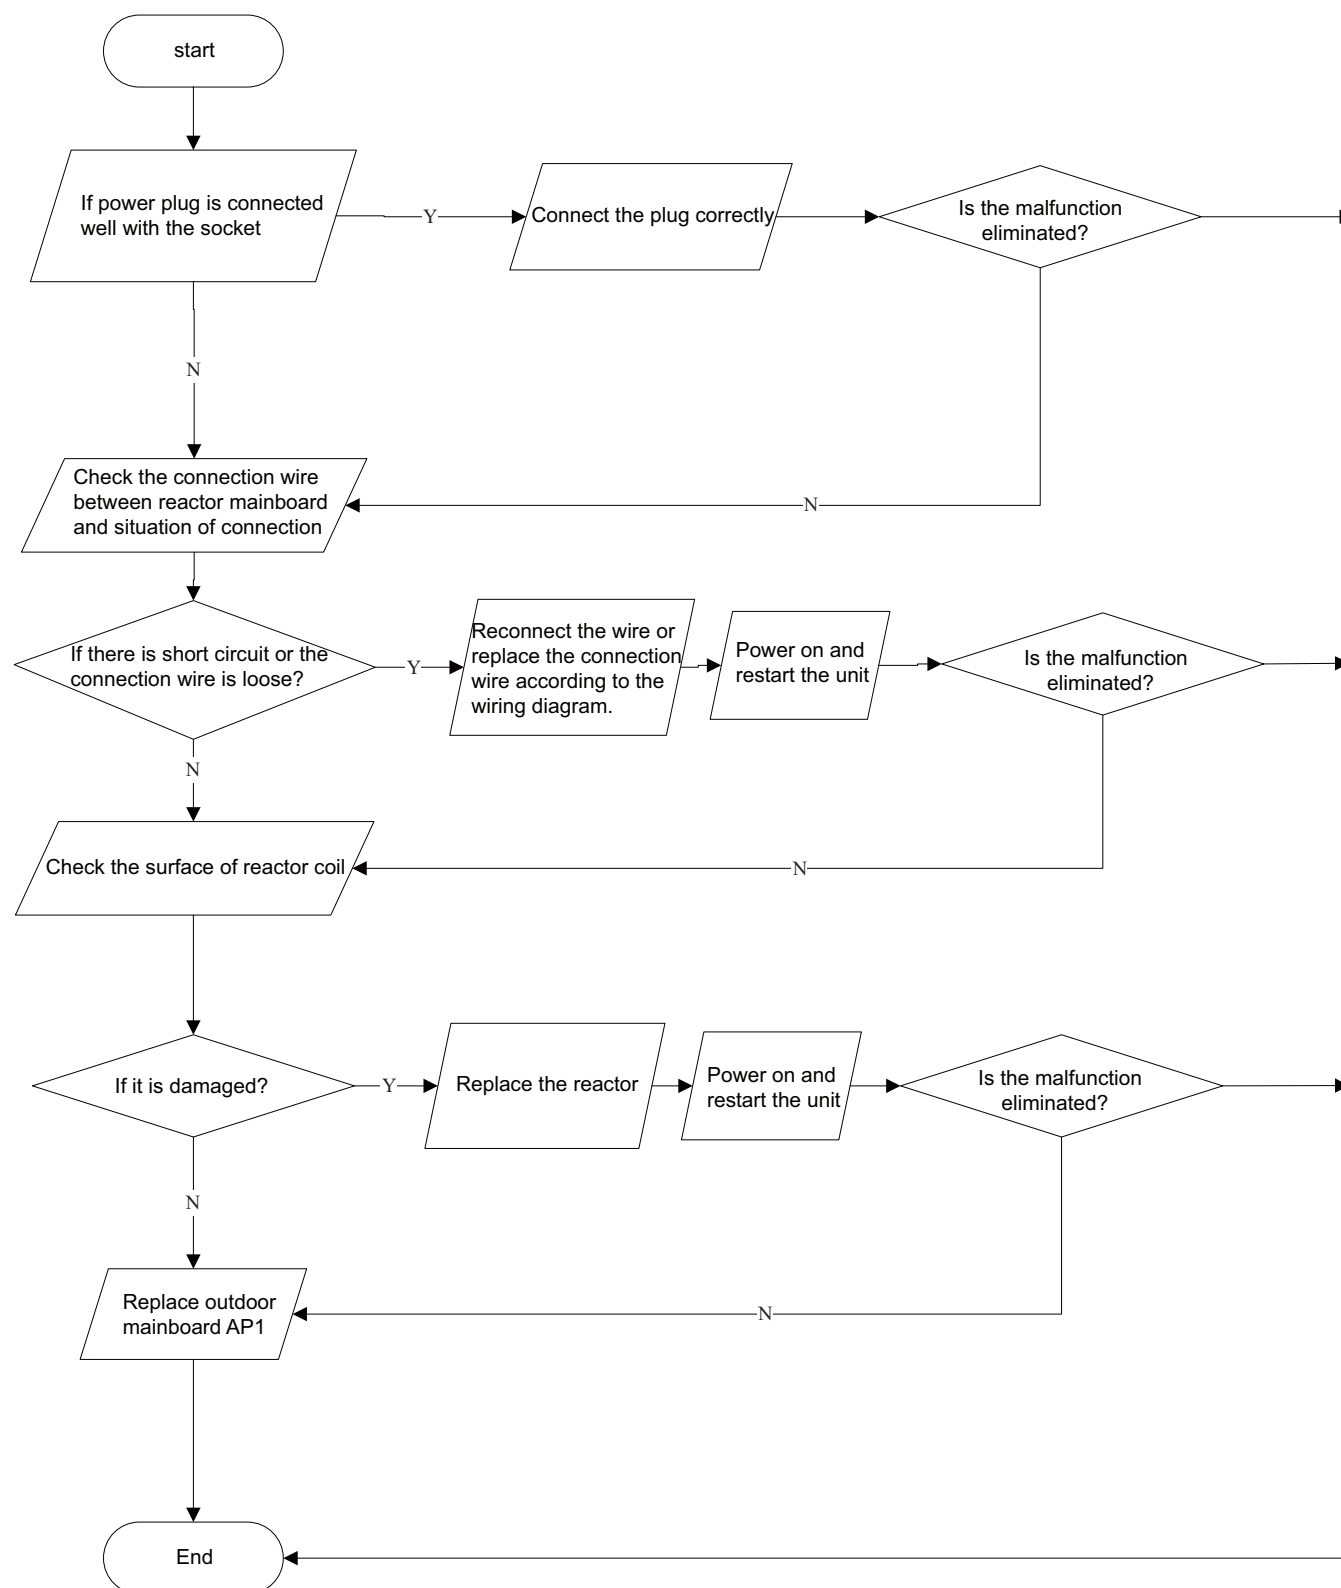 start
If power plug is connected
well with the socket
Y
Connect the plug correctly
Is the malfunction
eliminated?
N
Check the connection wire
between reactor mainboard
and situation of connection
N
If there is short circuit or the
connection wire is loose?
Y
Reconnect the wire or
replace the connection
wire according to the
wiring diagram.
Power on and
restart the unit
Is the malfunction
eliminated?
N
Check the surface of reactor coil
N
If it is damaged?
Y
Replace the reactor
Power on and
restart the unit
Is the malfunction
eliminated?
N
Replace outdoor
mainboard AP1
N
End